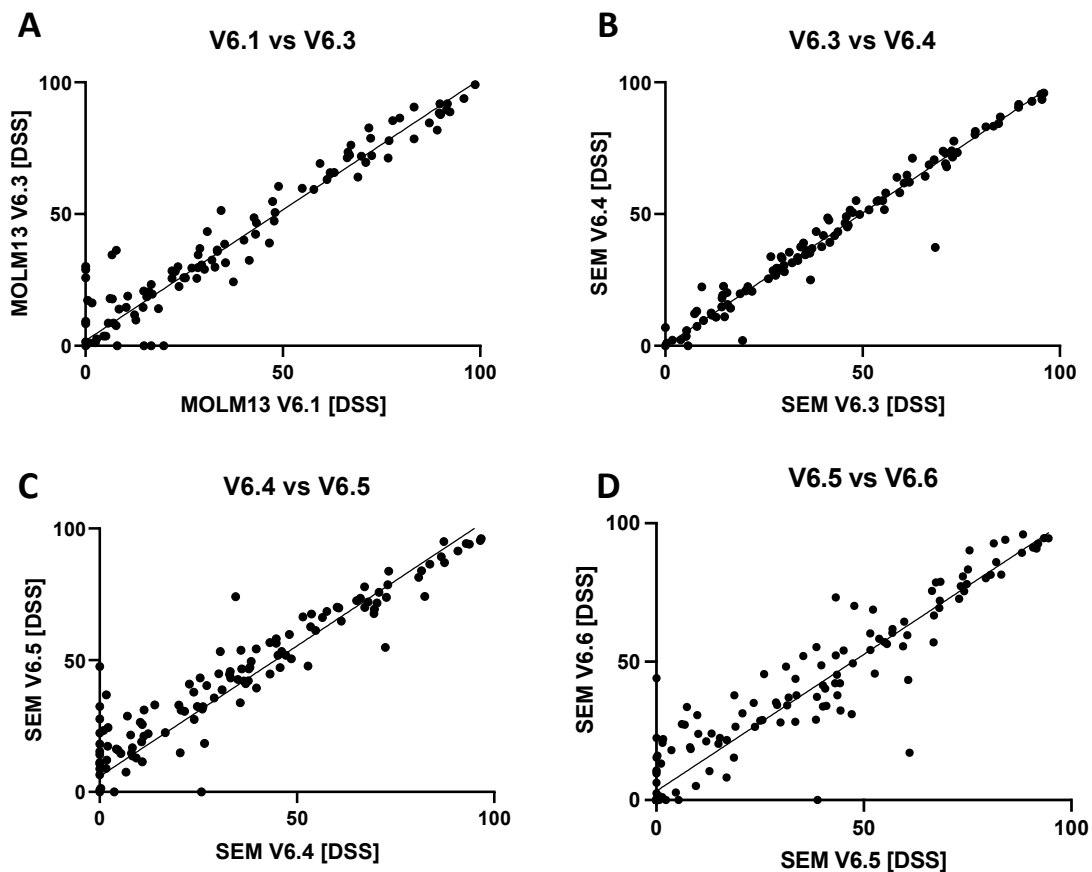 A
V6.1 vs V6.3
100
50
0
MOLM13 V6.3 [DSS]
0
50
100
MOLM13 V6.1 [DSS]
B
V6.3 vs V6.4
100
50
0
SEM V6.4 [DSS]
0
50
100
SEM V6.3 [DSS]
C
V6.4 vs V6.5
100
50
0
SEM V6.5 [DSS]
0
50
100
SEM V6.4 [DSS]
D
V6.5 vs V6.6
100
50
0
SEM V6.6 [DSS]
0
50
100
SEM V6.5 [DSS]